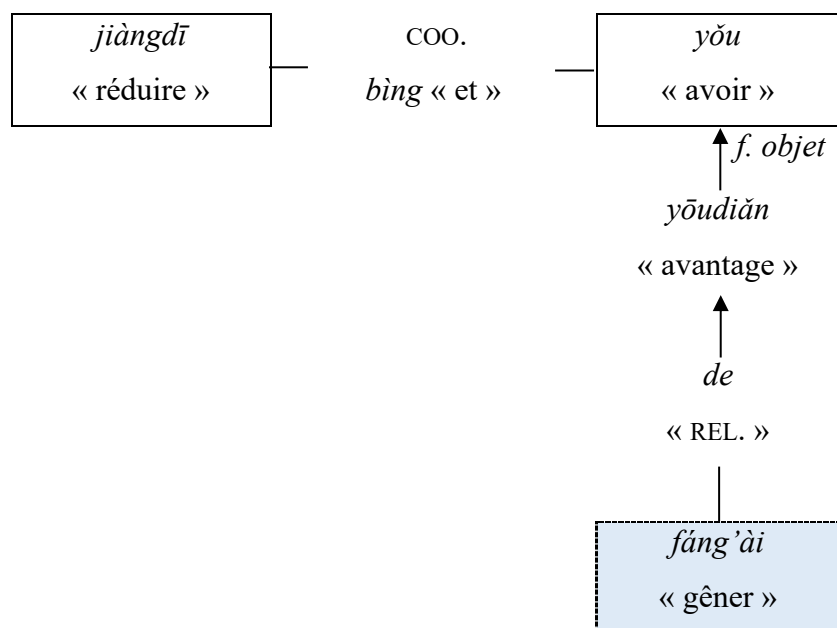 jiàngdī
« réduire »
COO.
bìng « et »
yǒu
« avoir »
f. objet
yōudiǎn
« avantage »
de
« REL. »
fáng’ài
« gêner »